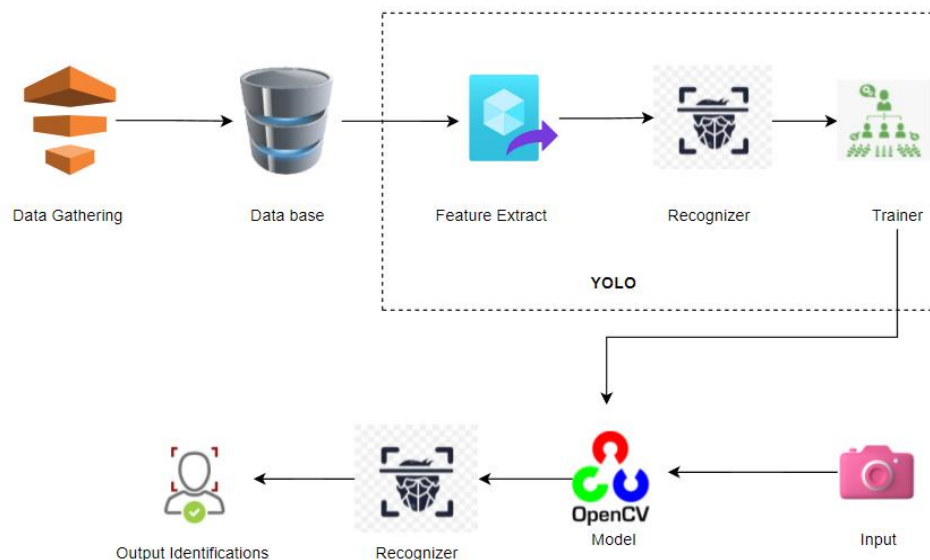 Data Gathering
Data base
Feature Extract
Recognizer
Trainer
YOLO
OpenCV
Model
Input
Output Identifications
Recognizer